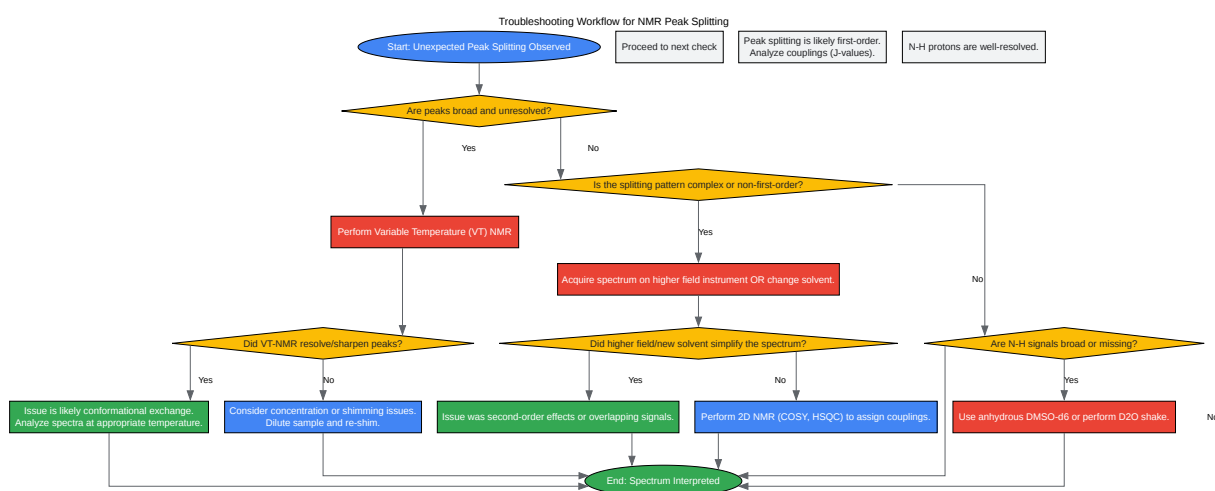 Troubleshooting Workflow for NMR Peak Splitting
Start: Unexpected Peak Splitting Observed
Proceed to next check
Peak splitting is likely first-order.
Analyze couplings (J-values).
N-H protons are well-resolved.
Are peaks broad and unresolved?
Yes
No
Is the splitting pattern complex or non-first-order?
Perform Variable Temperature (VT) NMR
Yes
Acquire spectrum on higher field instrument OR change solvent.
No
Did VT-NMR resolve/sharpen peaks?
Did higher field/new solvent simplify the spectrum?
Are N-H signals broad or missing?
Yes
No
Yes
No
Yes
Issue is likely conformational exchange.
Analyze spectra at appropriate temperature.
Consider concentration or shimming issues.
Dilute sample and re-shim.
Issue was second-order effects or overlapping signals.
Perform 2D NMR (COSY, HSQC) to assign couplings.
Use anhydrous DMSO-d6 or perform D2O shake.
No
End: Spectrum Interpreted